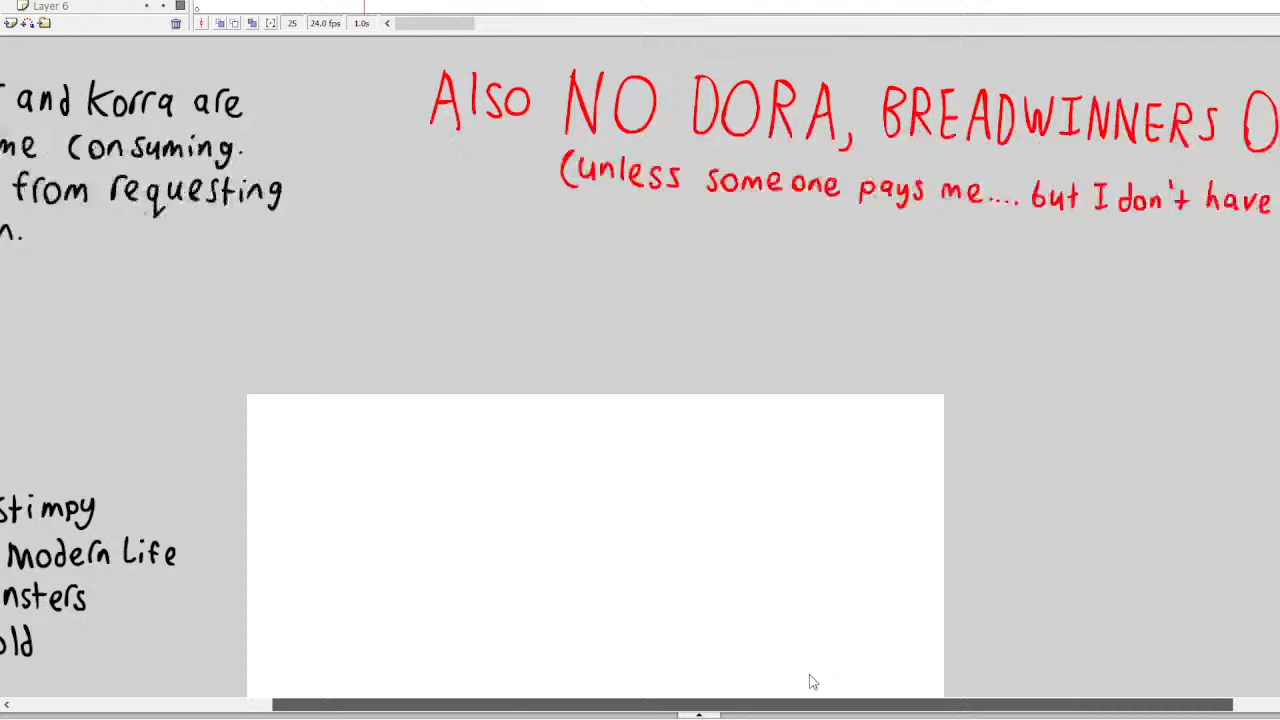 Layer 6
25 24.0 fps 1.0s
and Korra are
me consuming.
from requesting
n.
Also NO DORA, BREADWINNERS O
(unless someone pays me.... but I don't have
stimpy
Modern Life
nsters
old